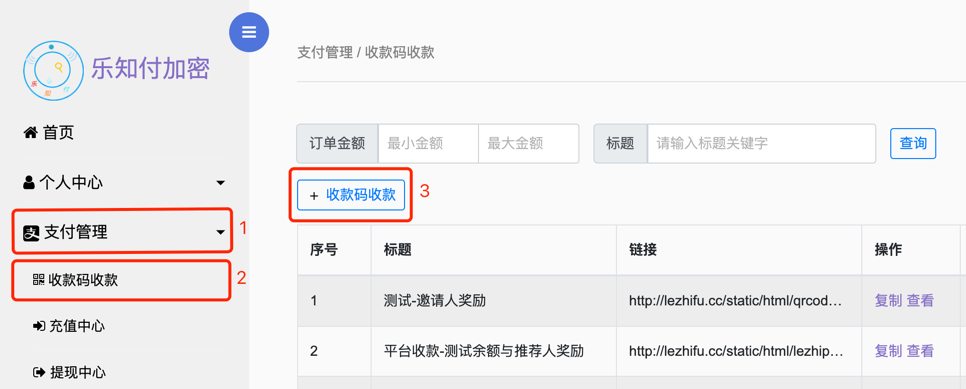 乐知付加密
首页
个人中心
支付管理 1
收款码收款 2
充值中心
提现中心
支付管理 / 收款码收款
订单金额 最小金额 最大金额 标题 请输入标题关键字 查询
+ 收款码收款 3
序号 标题 链接 操作
1 测试-邀请人奖励 http://lezhifu.cc/static/html/qrcod... 复制 查看
2 平台收款-测试余额与推荐人奖励 http://lezhifu.cc/static/html/lezhip... 复制 查看